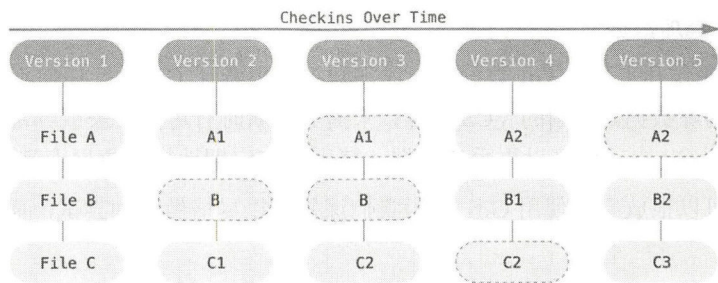 Checkins Over Time
Version 1 Version 2 Version 3 Version 4 Version 5
File A A1 A1 A2 A2
File B B B B1 B2
File C C1 C2 C2 C3